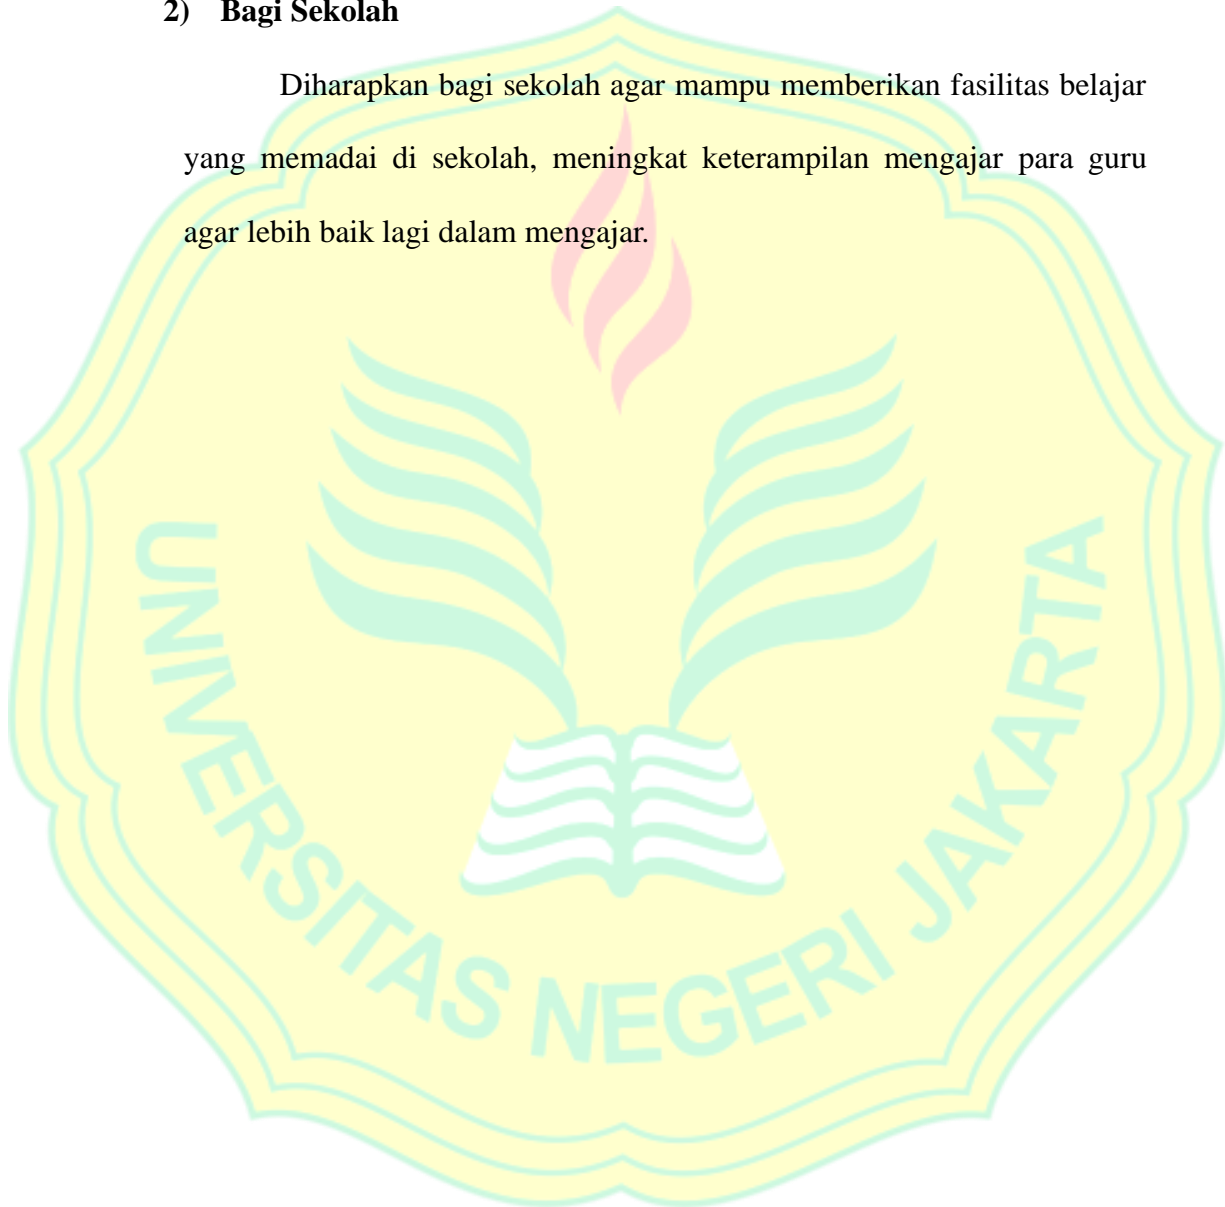 2) Bagi Sekolah
Diharapkan bagi sekolah agar mampu memberikan fasilitas belajar
yang memadai di sekolah, meningkat keterampilan mengajar para guru
agar lebih baik lagi dalam mengajar.
UNIVERSITAS NEGERI JAKARTA